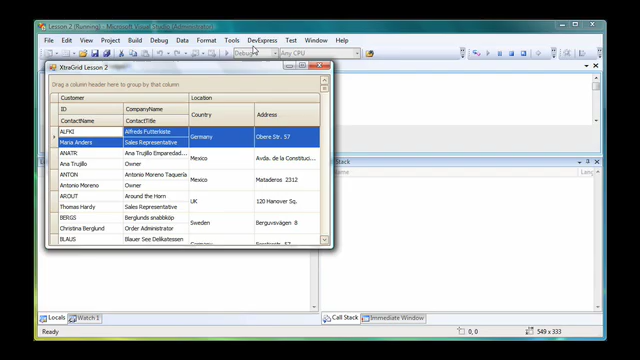 Lesson 2 (Running) - Microsoft Visual Studio (Administrator)
File Edit View Project Build Debug Data Format Tools DevExpress Test Window Help
Debug Any CPU
XtraGrid Lesson 2
Drag a column header here to group by that column
Customer Location
ID CompanyName Country Address
ContactName ContactTitle
ALFKI Alfreds Futterkiste Germany Obere Str. 57
Maria Anders Sales Representative
ANATR Ana Trujillo Emparedad... Mexico Avda. de la Constituci...
Ana Trujillo Owner
ANTON Antonio Moreno Taquería Mexico Mataderos 2312
Antonio Moreno Owner
AROUT Around the Horn UK 120 Hanover Sq.
Thomas Hardy Sales Representative
BERGS Berglunds snabbköp Sweden Berguvsvägen 8
Christina Berglund Order Administrator
BLAUS Blauer See Delikatessen Germany Forsterstr. 57
Stack
Name
Lang
Locals Watch 1 Call Stack Immediate Window
Ready 0, 0 549 x 333